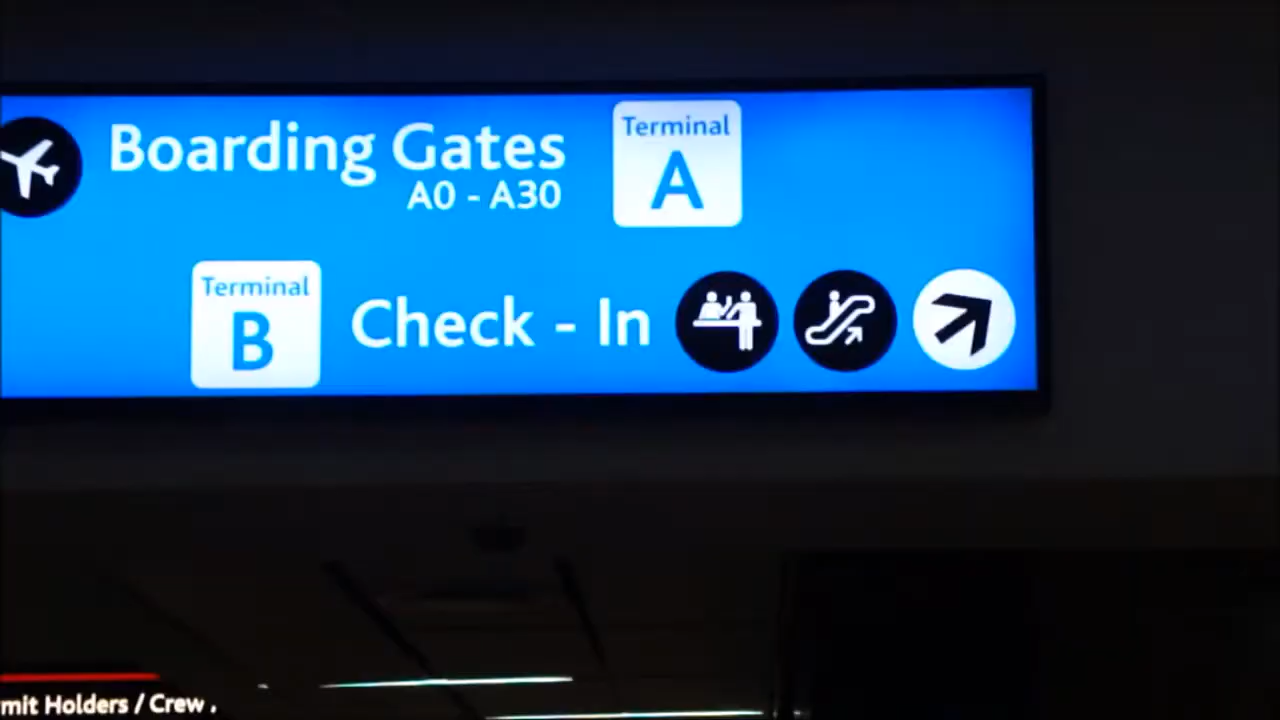 Boarding Gates
A0 - A30
Terminal
A
Terminal
B
Check - In
Holders / Crew .